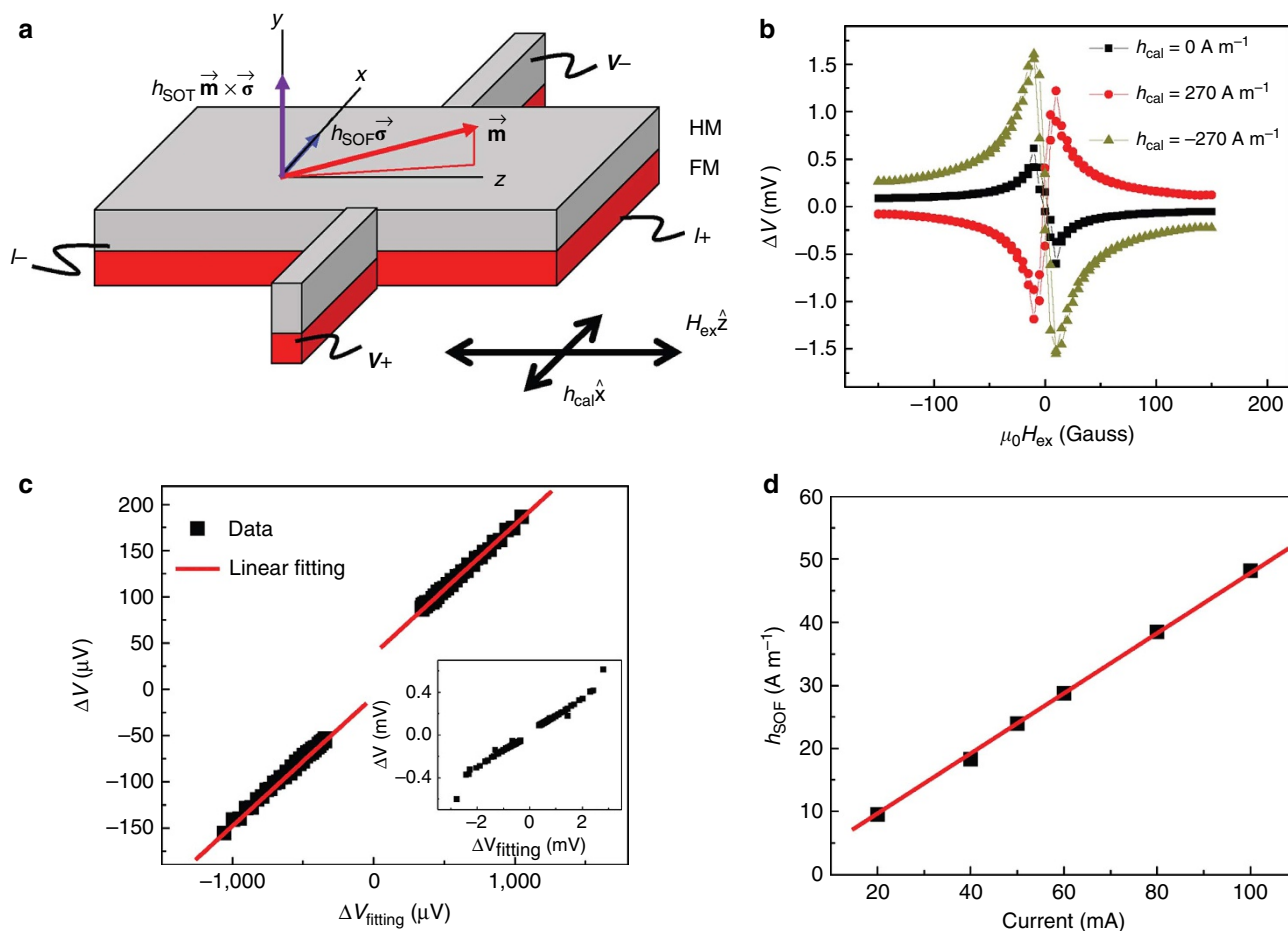 a
y
x
z
h_SOT m⃗ × σ⃗
h_SOF σ⃗
m⃗
V−
HM
FM
I−
I+
V+
H_ex ẑ
h_cal x̂
b
h_cal = 0 A m⁻¹
h_cal = 270 A m⁻¹
h_cal = −270 A m⁻¹
1.5
1.0
0.5
0.0
−0.5
−1.0
−1.5
ΔV (mV)
−100 0 100 200
μ₀H_ex (Gauss)
c
Data
Linear fitting
200
150
100
50
0
−50
−100
−150
ΔV (μV)
−1,000 0 1,000
ΔV_fitting (μV)
0.4
0.0
−0.4
ΔV (mV)
−2 0 2
ΔV_fitting (mV)
d
60
50
40
30
20
10
0
h_SOF (A m⁻¹)
20 40 60 80 100
Current (mA)